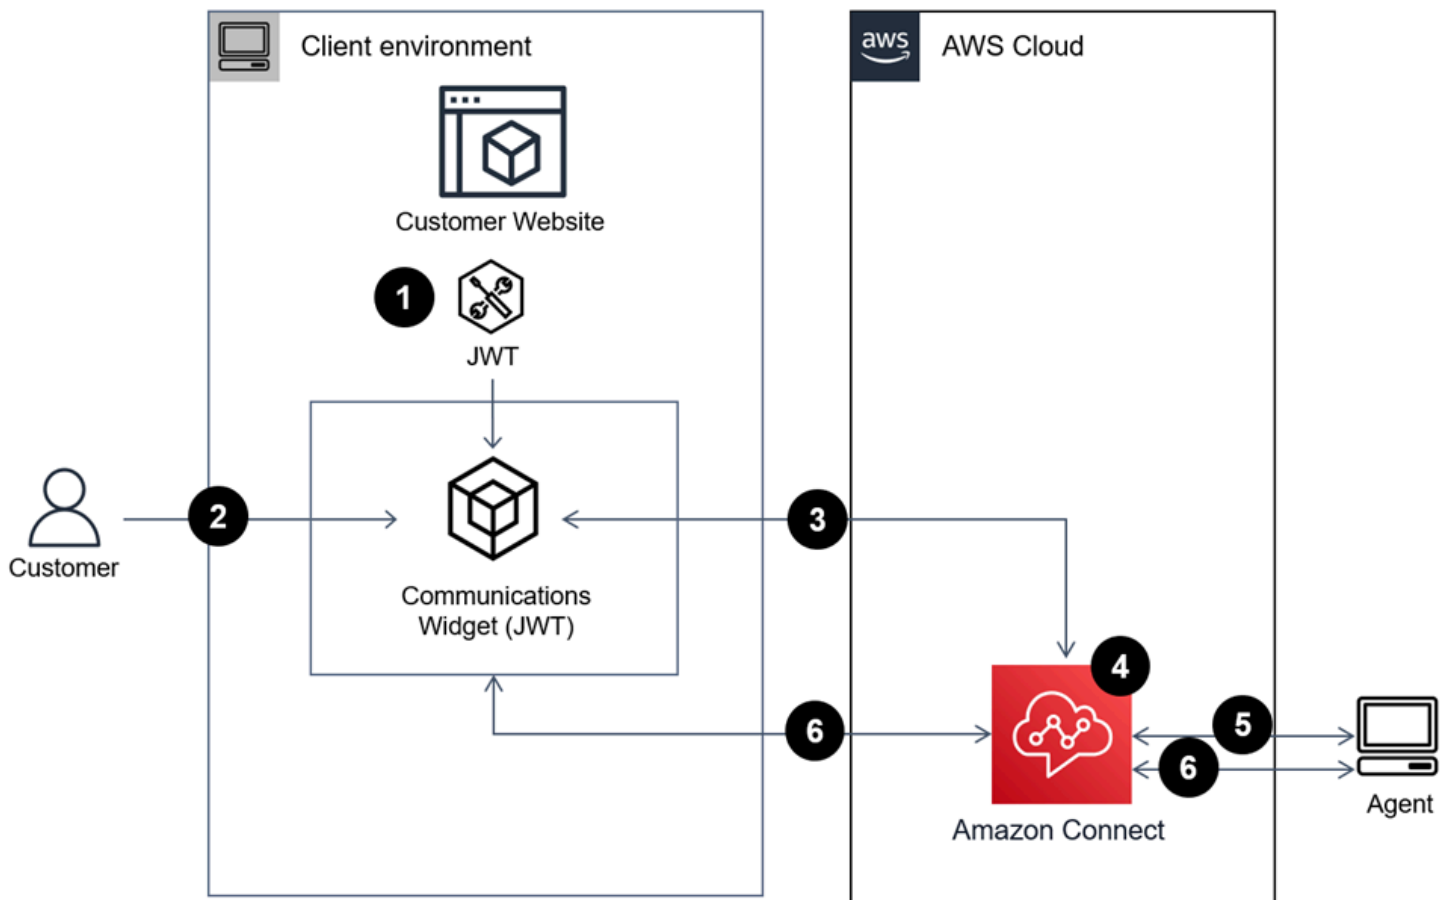 Client environment
aws
AWS Cloud
Customer Website
1
JWT
2
3
Customer
Communications
Widget (JWT)
4
6
5
6
Agent
Amazon Connect